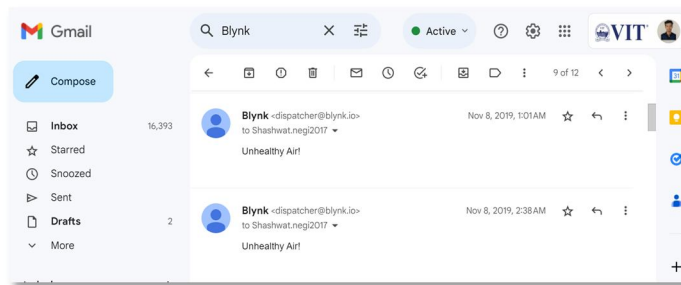 Gmail
Blynk
Active
VIT
Compose
9 of 12
31
Inbox 16,393
Starred
Snoozed
Sent
Drafts 2
More
Blynk <dispatcher@blynk.io> Nov 8, 2019, 1:01 AM
to Shashwat.negi2017
Unhealthy Air!
Blynk <dispatcher@blynk.io> Nov 8, 2019, 2:38 AM
to Shashwat.negi2017
Unhealthy Air!